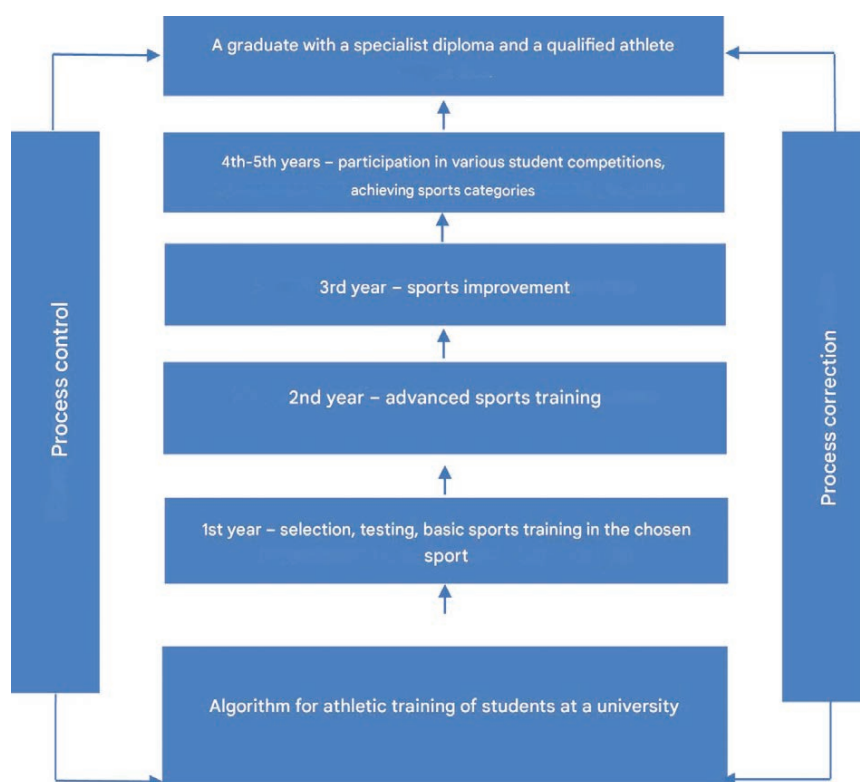 A graduate with a specialist diploma and a qualified athlete
4th-5th years – participation in various student competitions,
achieving sports categories
3rd year – sports improvement
2nd year – advanced sports training
1st year – selection, testing, basic sports training in the chosen
sport
Algorithm for athletic training of students at a university
Process control
Process correction